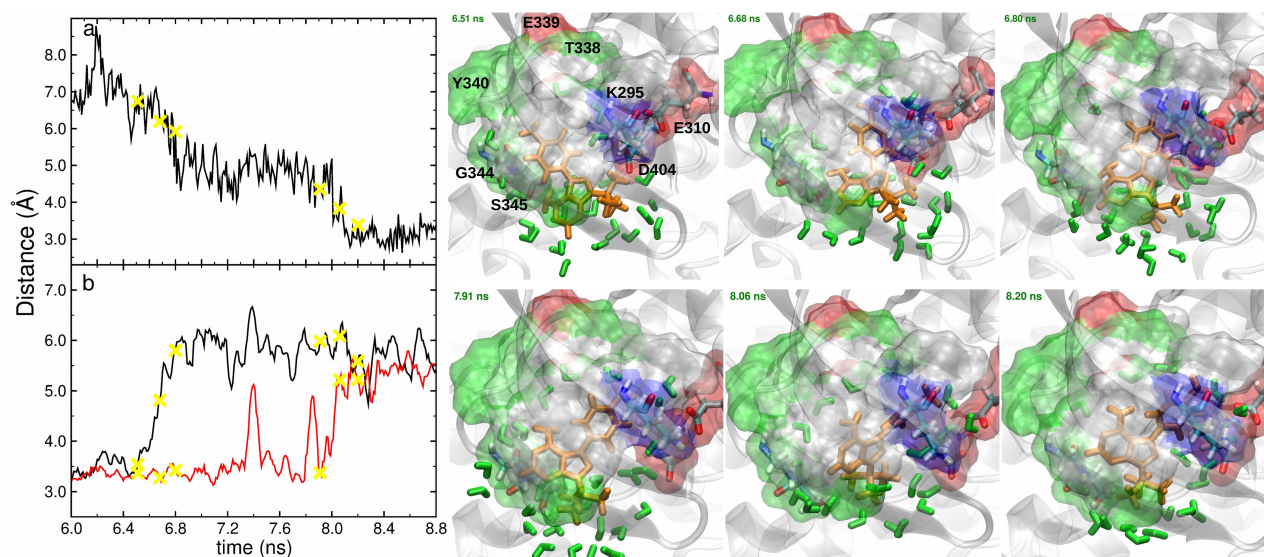 a
8.0
7.0
6.0
5.0
4.0
3.0
Distance (Å)
b
7.0
6.0
5.0
4.0
3.0
6.0 6.4 6.8 7.2 7.6 8.0 8.4 8.8
time (ns)
6.51 ns
E339
T338
Y340
K295
E310
G344
D404
S345
6.68 ns
6.80 ns
7.91 ns
8.06 ns
8.20 ns